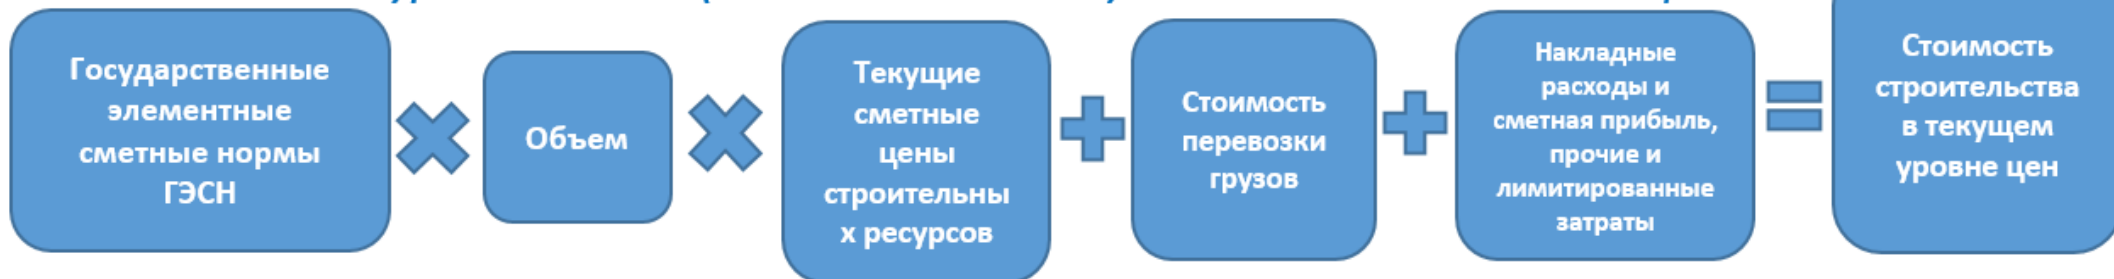 Государственные
элементные
сметные нормы
ГЭСН
Объем
Текущие
сметные
цены
строительны
х ресурсов
Стоимость
перевозки
грузов
Накладные
расходы и
сметная прибыль,
прочие и
лимитированные
затраты
Стоимость
строительства
в текущем
уровне цен